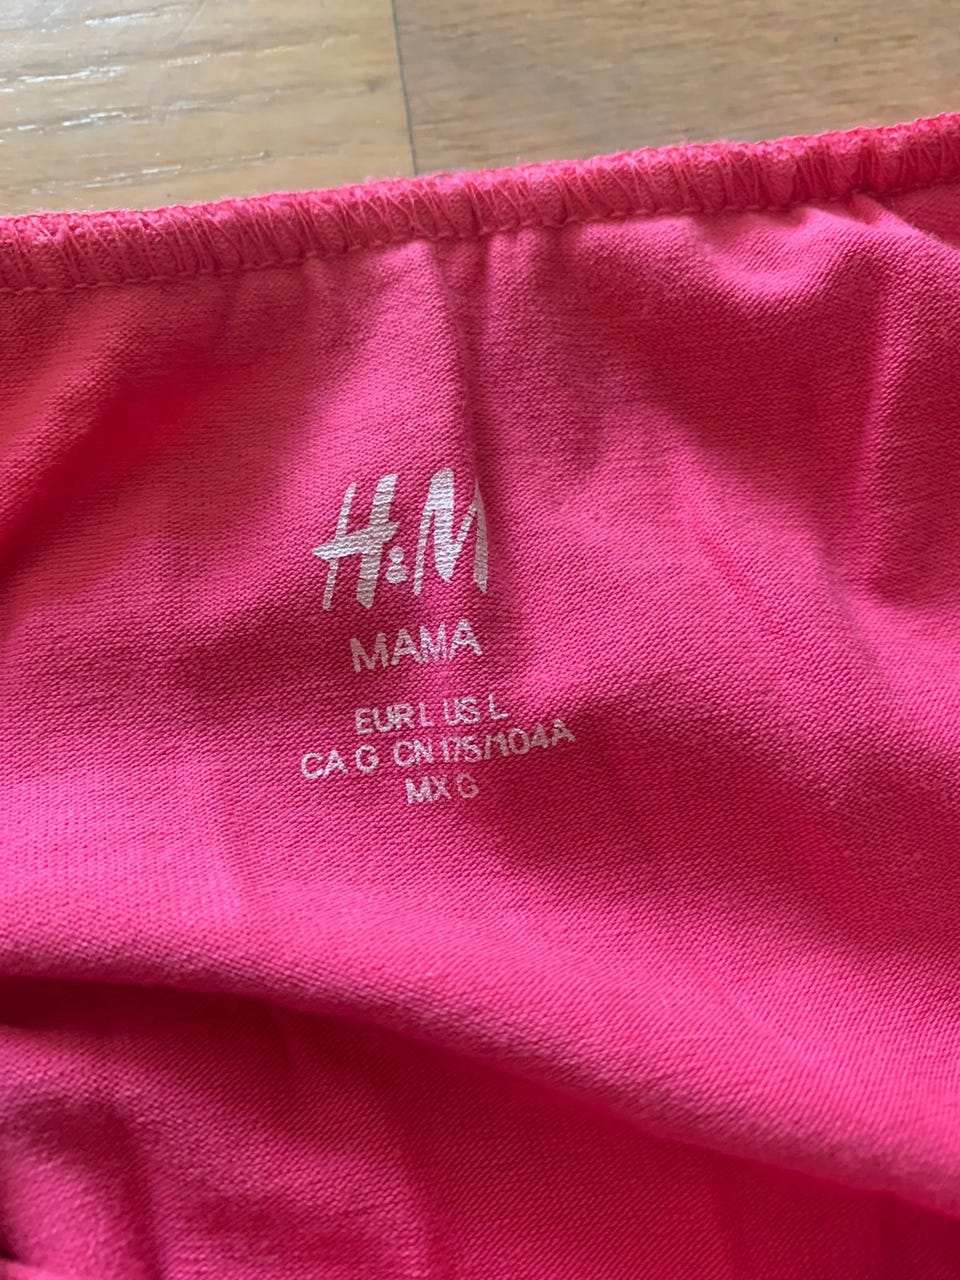 H&M
MAMA
EUR L US L
CA G CN 175/104A
MX G